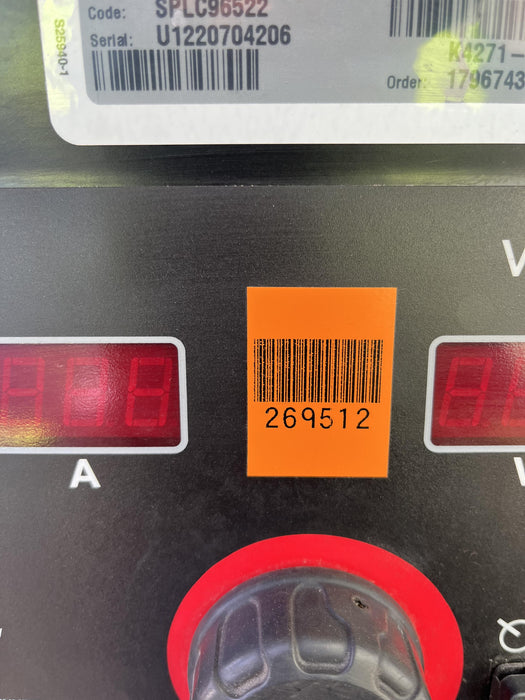 Code: SPLC96522
Serial: U1220704206
S25940-1
K4271-
Order: 1796743
V
269512
A